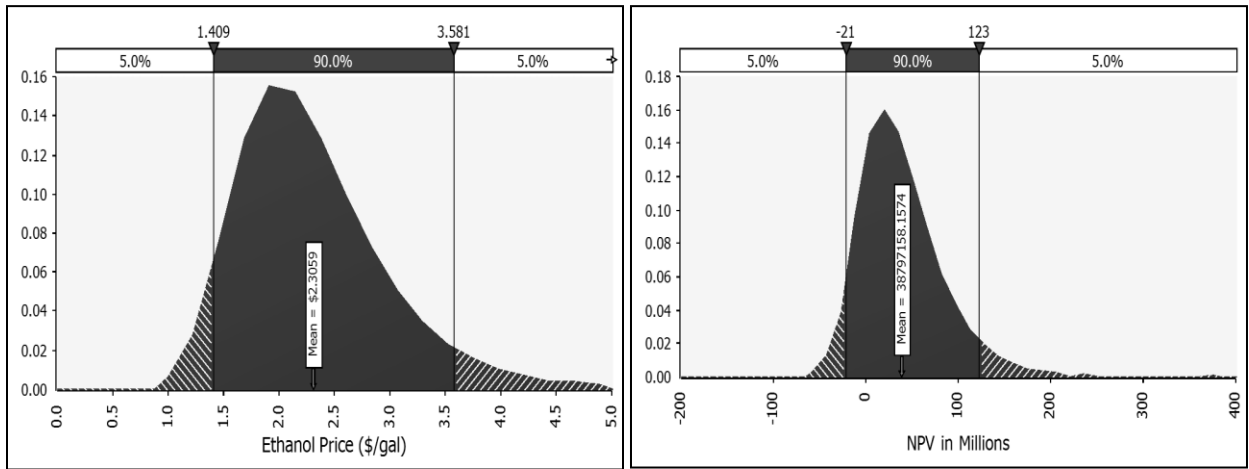 1.409 3.581
5.0% 90.0% 5.0%
0.16
0.14
0.12
0.10
0.08
0.06
0.04
0.02
0.00
Mean = $2.3059
0.0 0.5 1.0 1.5 2.0 2.5 3.0 3.5 4.0 4.5 5.0
Ethanol Price ($/gal)
-21 123
5.0% 90.0% 5.0%
0.18
0.16
0.14
0.12
0.10
0.08
0.06
0.04
0.02
0.00
Mean = 38797158.1574
-200 -100 0 100 200 300 400
NPV in Millions